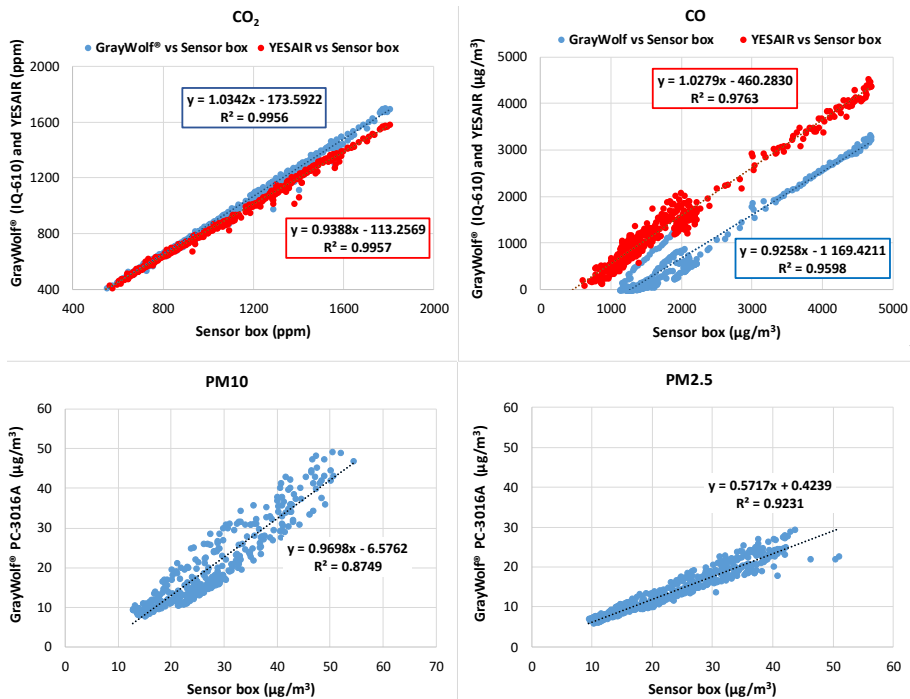 CO₂
GrayWolf® vs Sensor box
YESAIR vs Sensor box
GrayWolf® (IQ-610) and YESAIR (ppm)
2000
1600
1200
800
400
y = 1.0342x - 173.5922
R² = 0.9956
y = 0.9388x - 113.2569
R² = 0.9957
400
800
1200
1600
2000
Sensor box (ppm)
CO
GrayWolf vs Sensor box
YESAIR vs Sensor box
GrayWolf® (IQ-610) and YESAIR (µg/m³)
5000
4000
3000
2000
1000
0
y = 1.0279x - 460.2830
R² = 0.9763
y = 0.9258x - 1 169.4211
R² = 0.9598
0
1000
2000
3000
4000
5000
Sensor box (µg/m³)
PM10
GrayWolf® PC-3016A (µg/m³)
60
50
40
30
20
10
0
y = 0.9698x - 6.5762
R² = 0.8749
0
10
20
30
40
50
60
70
Sensor box (µg/m³)
PM2.5
GrayWolf® PC-3016A (µg/m³)
60
50
40
30
20
10
0
y = 0.5717x + 0.4239
R² = 0.9231
0
10
20
30
40
50
60
Sensor box (µg/m³)